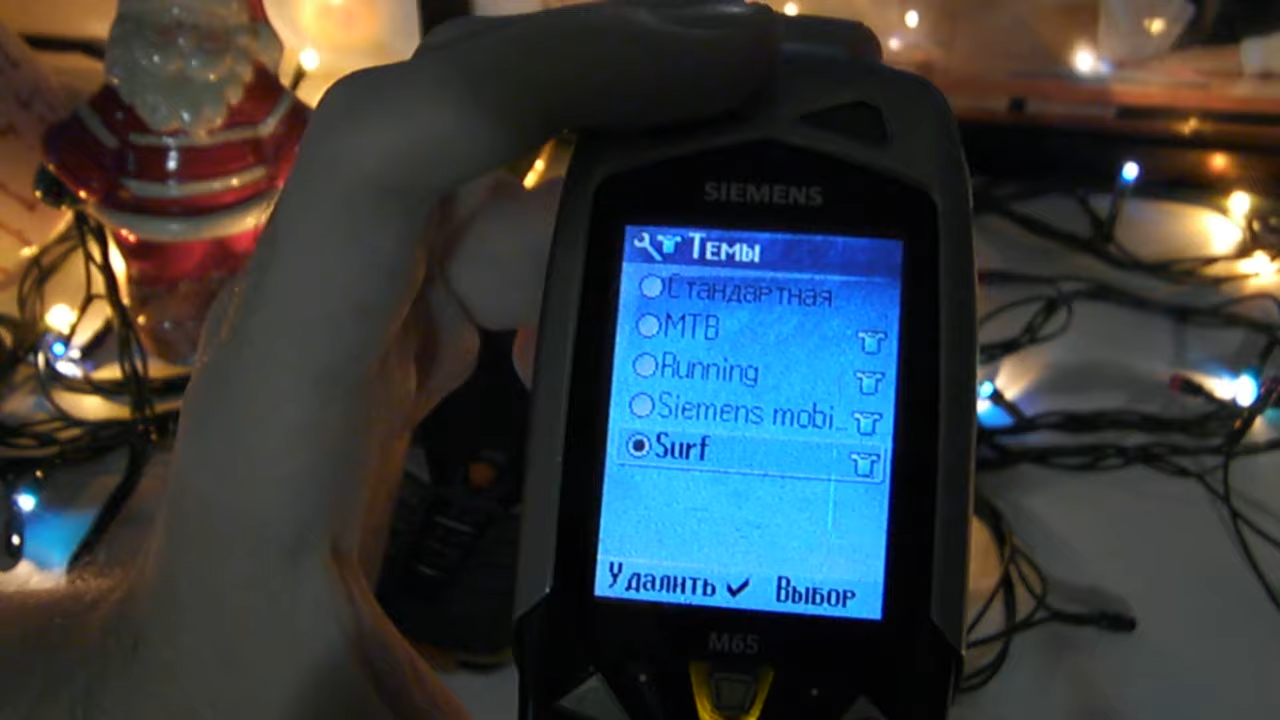 SIEMENS
Темы
Стандартная
MTB
Running
Siemens mobi...
Surf
Удалить Выбор
M65